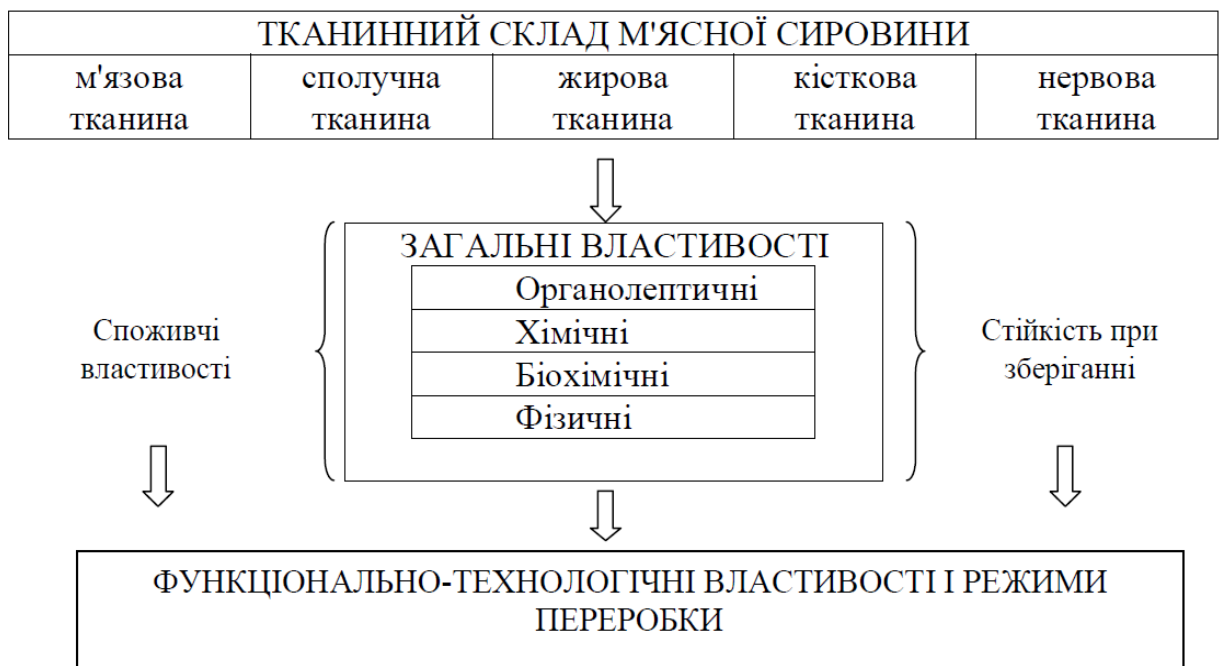 ТКАНИННИЙ СКЛАД М'ЯСНОЇ СИРОВИНИ
м'язова тканина
сполучна тканина
жирова тканина
кісткова тканина
нервова тканина
ЗАГАЛЬНІ ВЛАСТИВОСТІ
Органолептичні
Хімічні
Біохімічні
Фізичні
Споживчі
властивості
Стійкість при
зберіганні
ФУНКЦІОНАЛЬНО-ТЕХНОЛОГІЧНІ ВЛАСТИВОСТІ І РЕЖИМИ
ПЕРЕРОБКИ